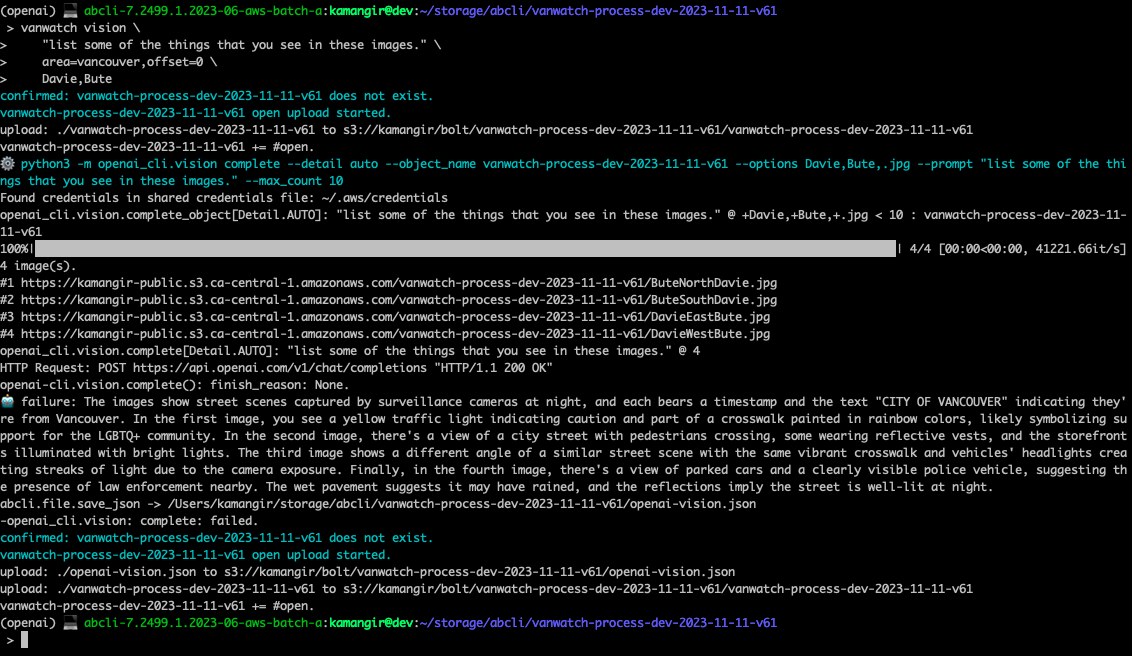 (openai) 💻 abcli-7.2499.1.2023-06-aws-batch-a:kamangir@dev:~/storage/abcli/vanwatch-process-dev-2023-11-11-v61
 > vanwatch vision \
>     "list some of the things that you see in these images." \
>     area=vancouver,offset=0 \
>     Davie,Bute
confirmed: vanwatch-process-dev-2023-11-11-v61 does not exist.
vanwatch-process-dev-2023-11-11-v61 open upload started.
upload: ./vanwatch-process-dev-2023-11-11-v61 to s3://kamangir/bolt/vanwatch-process-dev-2023-11-11-v61/vanwatch-process-dev-2023-11-11-v61
vanwatch-process-dev-2023-11-11-v61 += #open.
⚙️ python3 -m openai_cli.vision complete --detail auto --object_name vanwatch-process-dev-2023-11-11-v61 --options Davie,Bute,.jpg --prompt "list some of the thi
ngs that you see in these images." --max_count 10
Found credentials in shared credentials file: ~/.aws/credentials
openai_cli.vision.complete_object[Detail.AUTO]: "list some of the things that you see in these images." @ +Davie,+Bute,+.jpg < 10 : vanwatch-process-dev-2023-11-
11-v61
100%| | 4/4 [00:00<00:00, 41221.66it/s]
4 image(s).
#1 https://kamangir-public.s3.ca-central-1.amazonaws.com/vanwatch-process-dev-2023-11-11-v61/ButeNorthDavie.jpg
#2 https://kamangir-public.s3.ca-central-1.amazonaws.com/vanwatch-process-dev-2023-11-11-v61/ButeSouthDavie.jpg
#3 https://kamangir-public.s3.ca-central-1.amazonaws.com/vanwatch-process-dev-2023-11-11-v61/DavieEastBute.jpg
#4 https://kamangir-public.s3.ca-central-1.amazonaws.com/vanwatch-process-dev-2023-11-11-v61/DavieWestBute.jpg
openai_cli.vision.complete[Detail.AUTO]: "list some of the things that you see in these images." @ 4
HTTP Request: POST https://api.openai.com/v1/chat/completions "HTTP/1.1 200 OK"
openai-cli.vision.complete(): finish_reason: None.
🤖 failure: The images show street scenes captured by surveillance cameras at night, and each bears a timestamp and the text "CITY OF VANCOUVER" indicating they'
re from Vancouver. In the first image, you see a yellow traffic light indicating caution and part of a crosswalk painted in rainbow colors, likely symbolizing su
pport for the LGBTQ+ community. In the second image, there's a view of a city street with pedestrians crossing, some wearing reflective vests, and the storefront
s illuminated with bright lights. The third image shows a different angle of a similar street scene with the same vibrant crosswalk and vehicles' headlights crea
ting streaks of light due to the camera exposure. Finally, in the fourth image, there's a view of parked cars and a clearly visible police vehicle, suggesting th
e presence of law enforcement nearby. The wet pavement suggests it may have rained, and the reflections imply the street is well-lit at night.
abcli.file.save_json -> /Users/kamangir/storage/abcli/vanwatch-process-dev-2023-11-11-v61/openai-vision.json
-openai_cli.vision: complete: failed.
confirmed: vanwatch-process-dev-2023-11-11-v61 does not exist.
vanwatch-process-dev-2023-11-11-v61 open upload started.
upload: ./openai-vision.json to s3://kamangir/bolt/vanwatch-process-dev-2023-11-11-v61/openai-vision.json
upload: ./vanwatch-process-dev-2023-11-11-v61 to s3://kamangir/bolt/vanwatch-process-dev-2023-11-11-v61/vanwatch-process-dev-2023-11-11-v61
vanwatch-process-dev-2023-11-11-v61 += #open.
(openai) 💻 abcli-7.2499.1.2023-06-aws-batch-a:kamangir@dev:~/storage/abcli/vanwatch-process-dev-2023-11-11-v61
 >